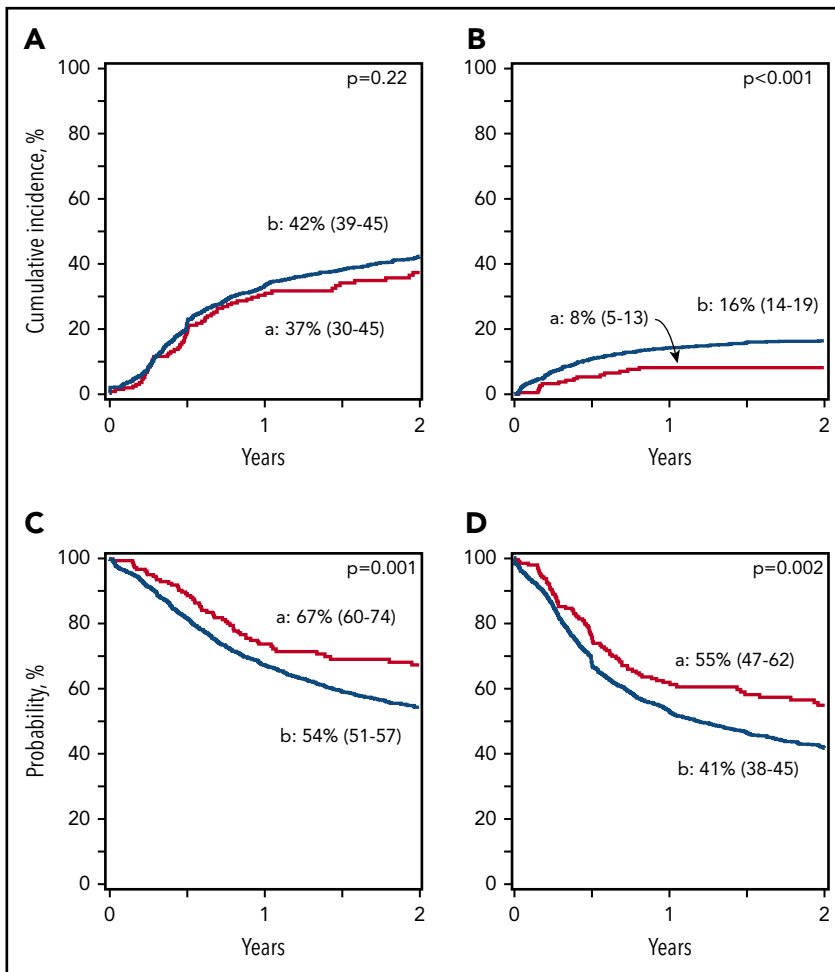 A
Cumulative incidence, %
100
80
60
40
20
0
p=0.22
b: 42% (39-45)
a: 37% (30-45)
0
1
2
Years
B
100
80
60
40
20
0
p<0.001
a: 8% (5-13)
b: 16% (14-19)
0
1
2
Years
C
Probability, %
100
80
60
40
20
0
p=0.001
a: 67% (60-74)
b: 54% (51-57)
0
1
2
Years
D
100
80
60
40
20
0
p=0.002
a: 55% (47-62)
b: 41% (38-45)
0
1
2
Years